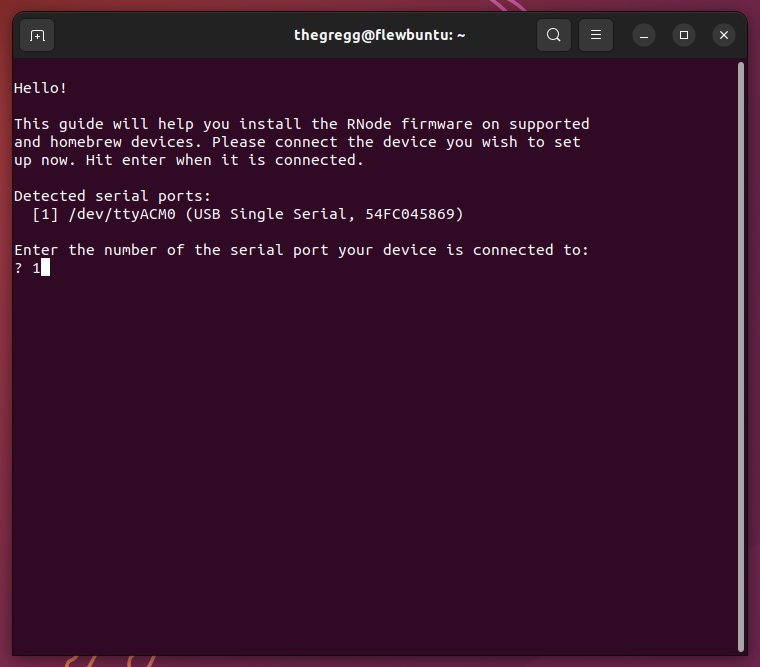 thegregg@flewbuntu: ~
Hello!
This guide will help you install the RNode firmware on supported
and homebrew devices. Please connect the device you wish to set
up now. Hit enter when it is connected.
Detected serial ports:
[1] /dev/ttyACM0 (USB Single Serial, 54FC045869)
Enter the number of the serial port your device is connected to:
? 1